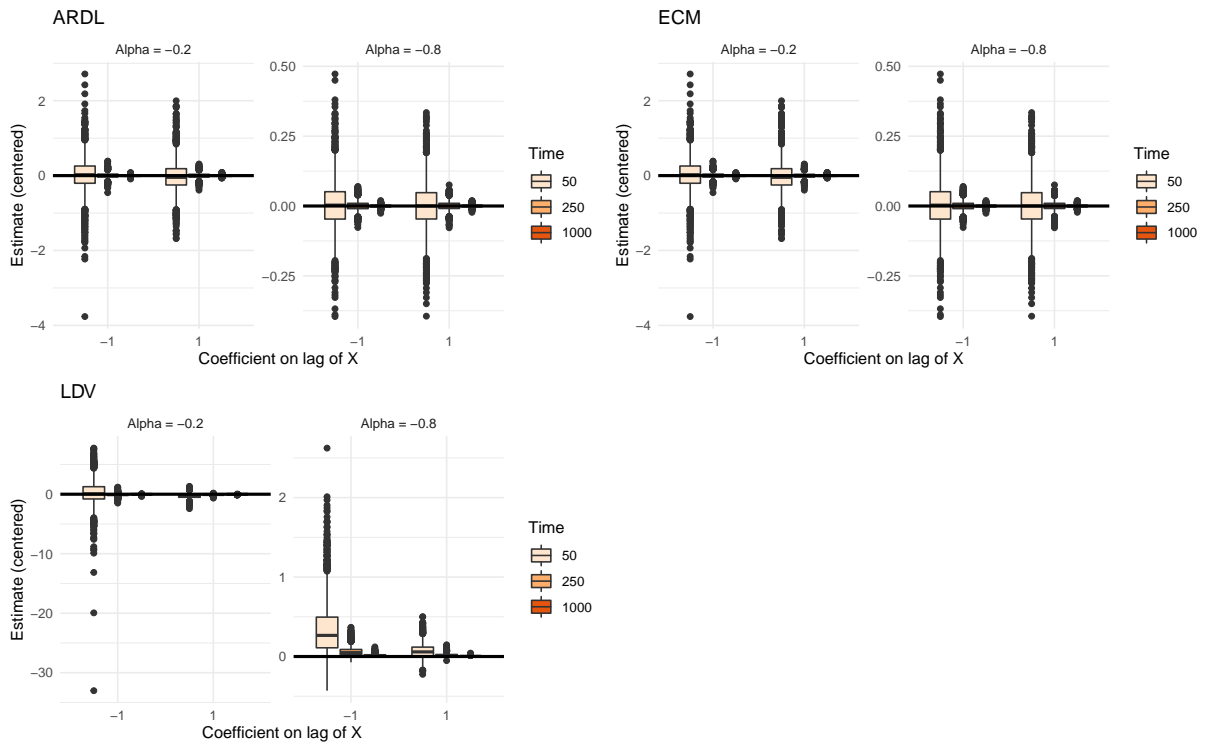 ARDL
Alpha = −0.2
Alpha = −0.8
Estimate (centered)
2
0
−2
−4
0.50
0.25
0.00
−0.25
−1
1
−1
1
Coefficient on lag of X
Time
50
250
1000
ECM
Alpha = −0.2
Alpha = −0.8
Estimate (centered)
2
0
−2
−4
0.50
0.25
0.00
−0.25
−1
1
−1
1
Coefficient on lag of X
Time
50
250
1000
LDV
Alpha = −0.2
Alpha = −0.8
Estimate (centered)
0
−10
−20
−30
2
1
0
−1
1
−1
1
Coefficient on lag of X
Time
50
250
1000